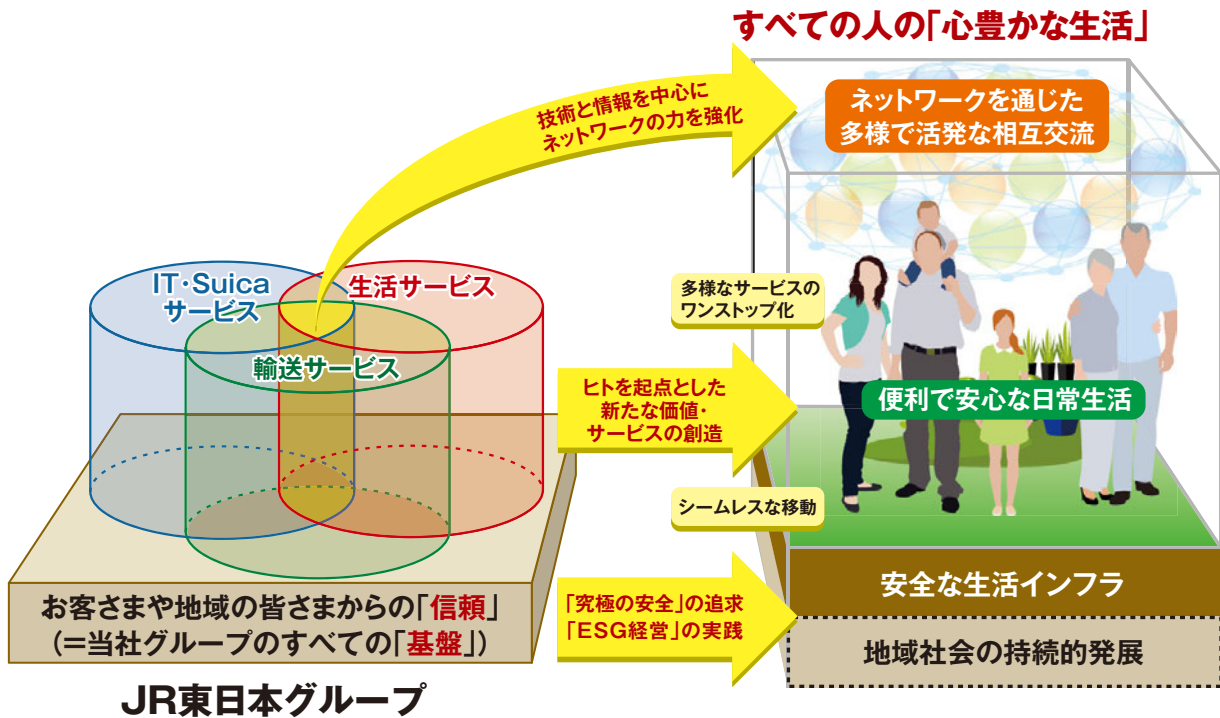 すべての人の「心豊かな生活」
技術と情報を中心に
ネットワークの力を強化
ネットワークを通じた
多様で活発な相互交流
IT・Suica
サービス
生活サービス
輸送サービス
多様なサービスの
ワンストップ化
ヒトを起点とした
新たな価値・
サービスの創造
便利で安心な日常生活
シームレスな移動
お客さまや地域の皆さまからの「信頼」
(＝当社グループのすべての「基盤」)
「究極の安全」の追求
「ESG経営」の実践
安全な生活インフラ
地域社会の持続的発展
JR東日本グループ